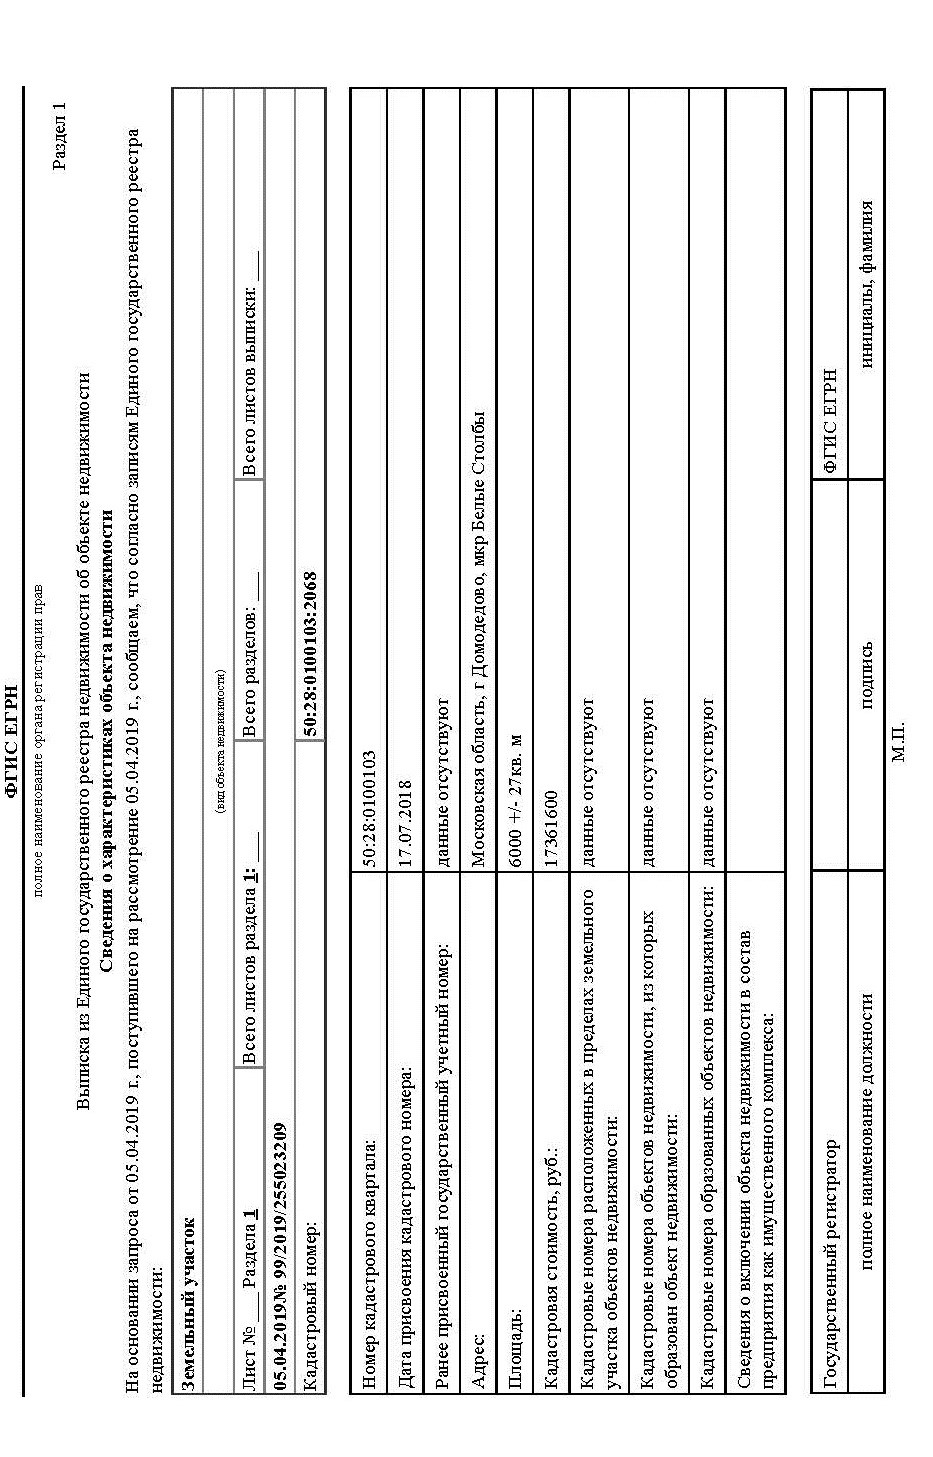 ФГИС ЕГРН
полное наименование органа регистрации прав
Раздел 1
Выписка из Единого государственного реестра недвижимости об объекте недвижимости
Сведения о характеристиках объекта недвижимости
На основании запроса от 05.04.2019 г., поступившего на рассмотрение 05.04.2019 г., сообщаем, что согласно записям Единого государственного реестра
недвижимости:
Земельный участок
(вид объекта недвижимости)
Лист № ___ Раздела 1 Всего листов раздела 1: ___ Всего разделов: ___ Всего листов выписки: ___
05.04.2019№ 99/2019/255023209
Кадастровый номер: 50:28:0100103:2068
Номер кадастрового квартала: 50:28:0100103
Дата присвоения кадастрового номера: 17.07.2018
Ранее присвоенный государственный учетный номер: данные отсутствуют
Адрес: Московская область, г Домодедово, мкр Белые Столбы
Площадь: 6000 +/- 27кв. м
Кадастровая стоимость, руб.: 17361600
Кадастровые номера расположенных в пределах земельного
участка объектов недвижимости: данные отсутствуют
Кадастровые номера объектов недвижимости, из которых
образован объект недвижимости: данные отсутствуют
Кадастровые номера образованных объектов недвижимости: данные отсутствуют
Сведения о включении объекта недвижимости в состав
предприятия как имущественного комплекса:
Государственный регистратор ФГИС ЕГРН
полное наименование должности подпись инициалы, фамилия
М.П.